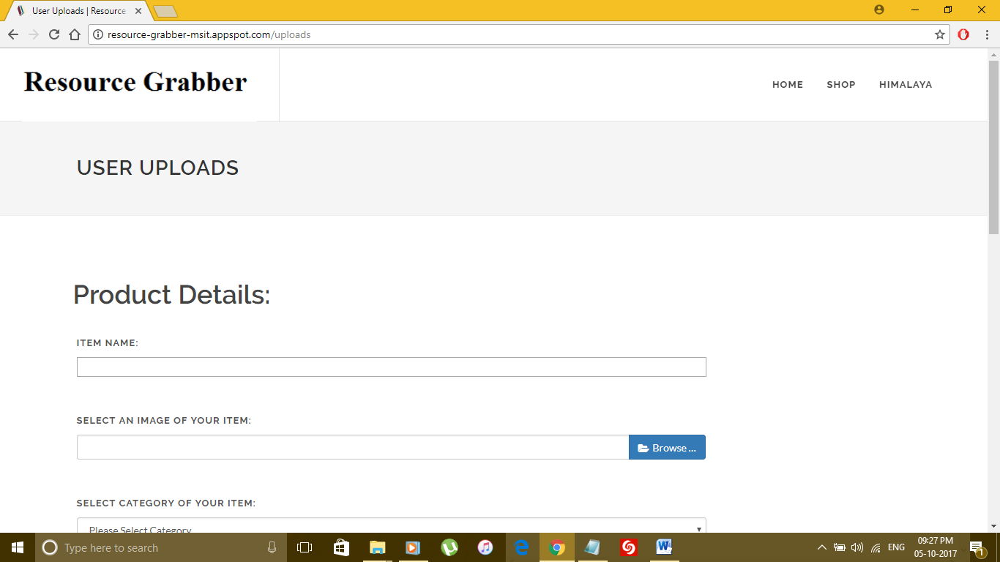 User Uploads | Resource
resource-grabber-msit.appspot.com/uploads
Resource Grabber
HOME SHOP HIMALAYA
USER UPLOADS
Product Details:
ITEM NAME:
SELECT AN IMAGE OF YOUR ITEM:
Browse ...
SELECT CATEGORY OF YOUR ITEM:
Please Select Category
Type here to search
ENG
09:27 PM
05-10-2017
1